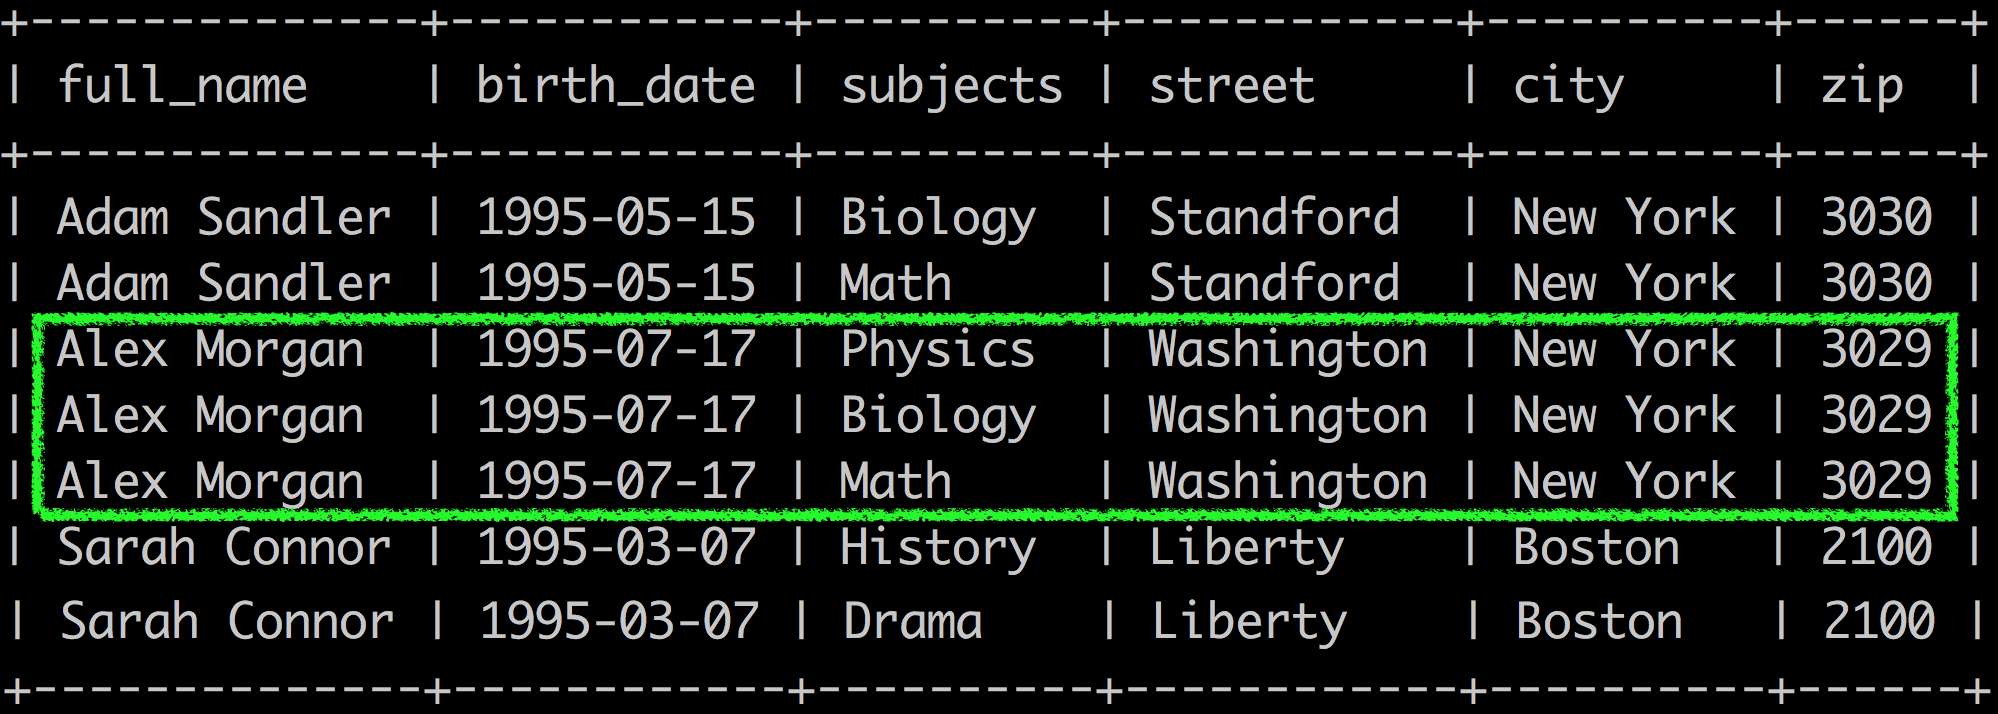 +--------------+------------+----------+------------+----------+------+
| full_name    | birth_date | subjects | street     | city     | zip  |
+--------------+------------+----------+------------+----------+------+
| Adam Sandler | 1995-05-15 | Biology  | Standford  | New York | 3030 |
| Adam Sandler | 1995-05-15 | Math     | Standford  | New York | 3030 |
| Alex Morgan  | 1995-07-17 | Physics  | Washington | New York | 3029 |
| Alex Morgan  | 1995-07-17 | Biology  | Washington | New York | 3029 |
| Alex Morgan  | 1995-07-17 | Math     | Washington | New York | 3029 |
| Sarah Connor | 1995-03-07 | History  | Liberty    | Boston   | 2100 |
| Sarah Connor | 1995-03-07 | Drama    | Liberty    | Boston   | 2100 |
+--------------+------------+----------+------------+----------+------+